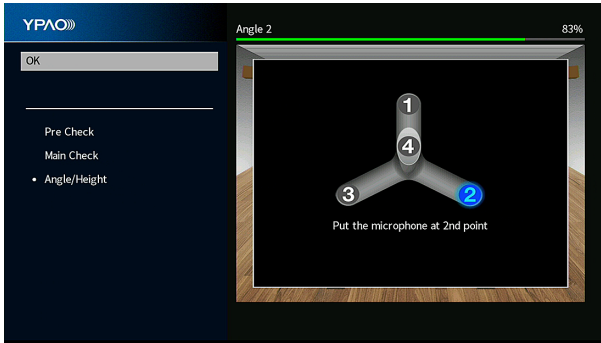 YPAO
Angle 2
83%
OK
Pre Check
Main Check
• Angle/Height
1
4
3
2
Put the microphone at 2nd point